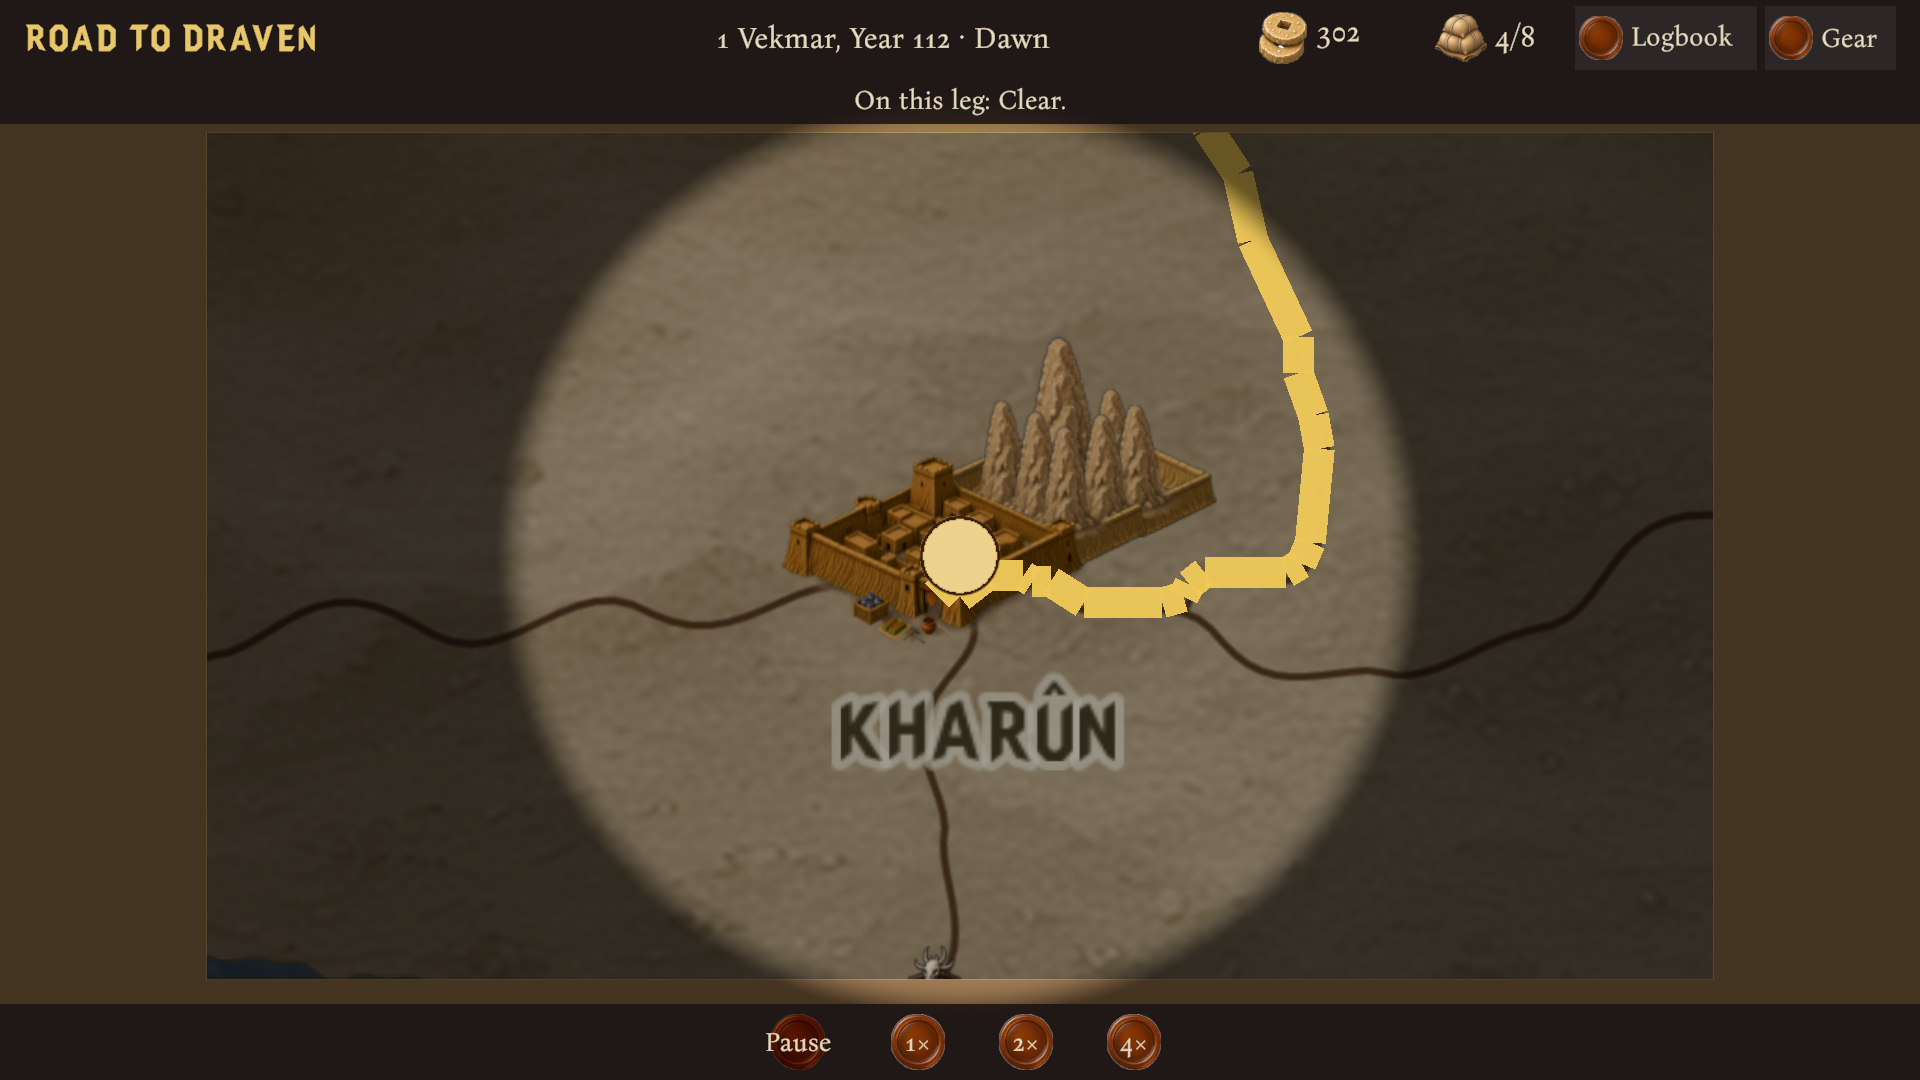 ROAD TO DRAVEN
1 Vekmar, Year 112 · Dawn
302
4/8
Logbook
Gear
On this leg: Clear.
KHARÛN
Pause
1×
2×
4×